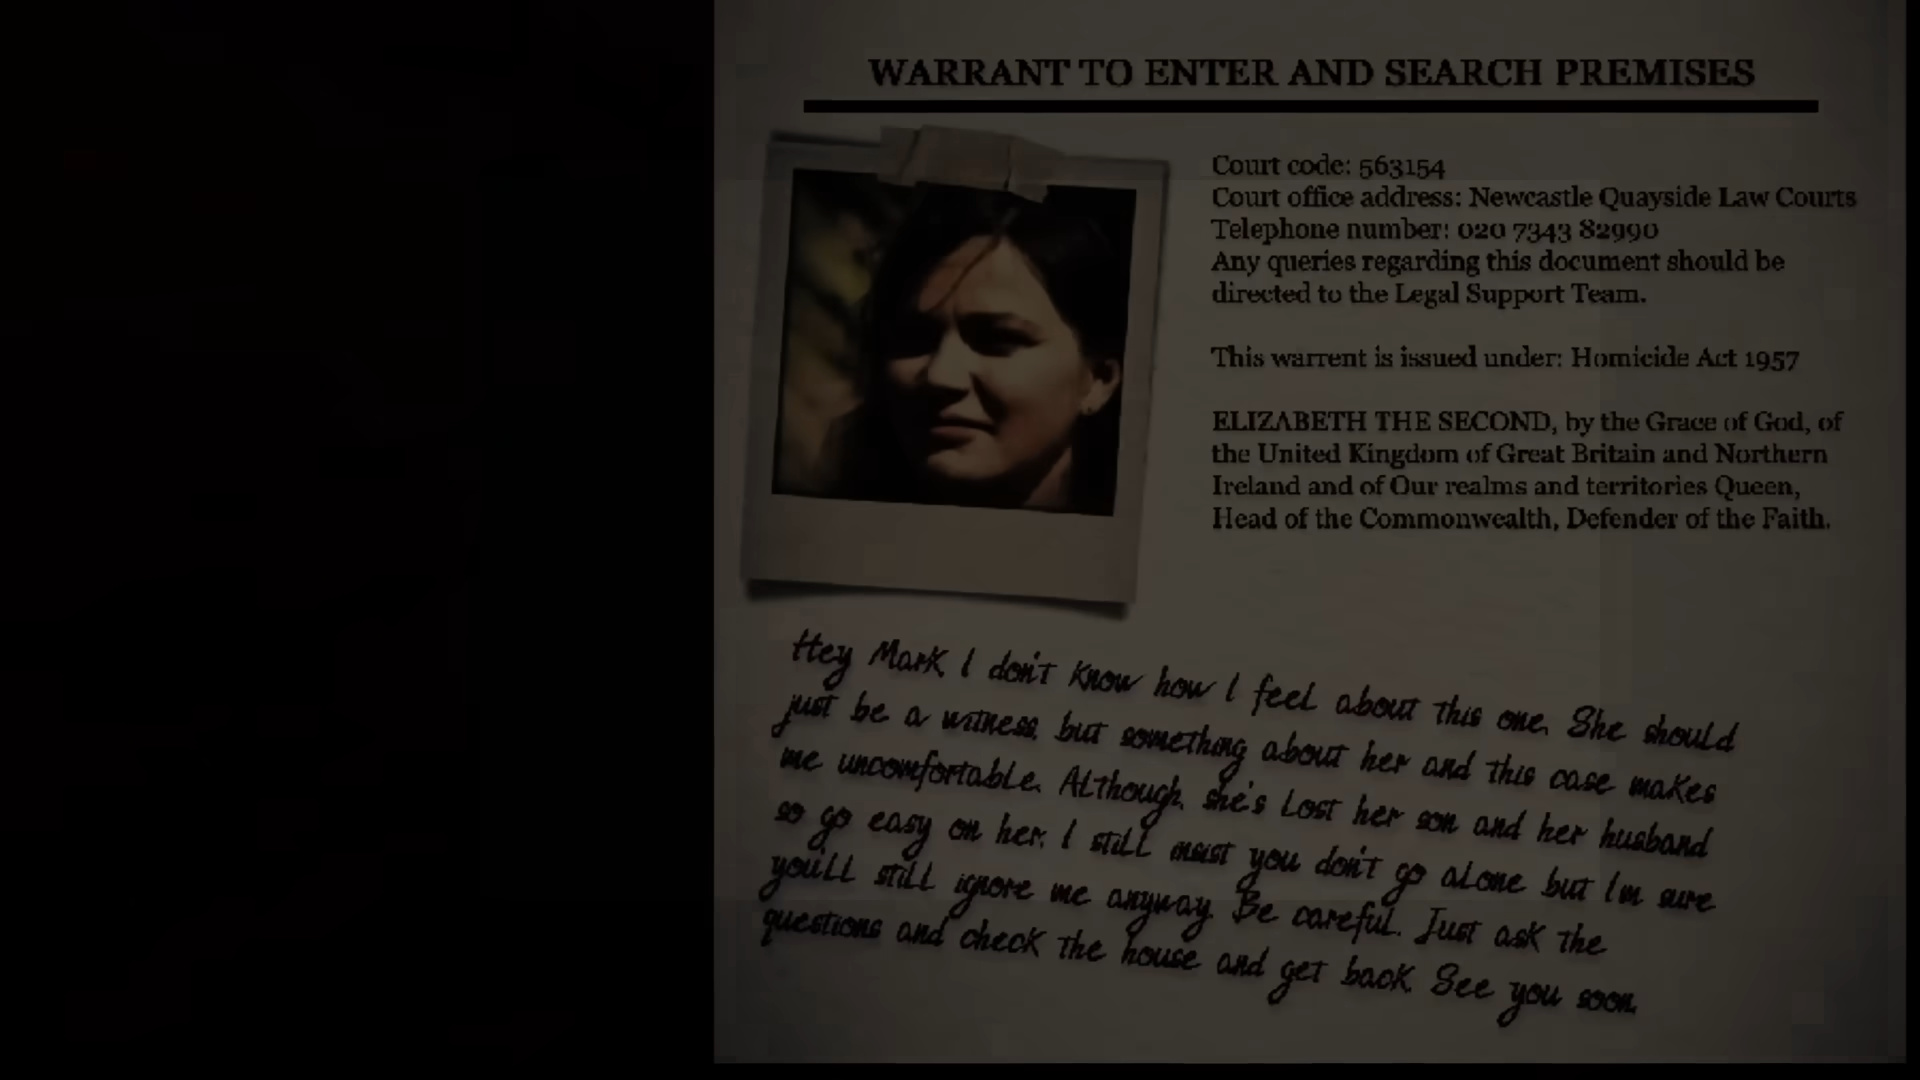 WARRANT TO ENTER AND SEARCH PREMISES
Court code: 563154
Court office address: Newcastle Quayside Law Courts
Telephone number: 020 7343 82990
Any queries regarding this document should be
directed to the Legal Support Team.
This warrent is issued under: Homicide Act 1957
ELIZABETH THE SECOND, by the Grace of God, of
the United Kingdom of Great Britain and Northern
Ireland and of Our realms and territories Queen,
Head of the Commonwealth, Defender of the Faith.
Hey Mark, I don't know how I feel about this one. She should
just be a witness, but something about her and this case makes
me uncomfortable. Although, she's lost her son and her husband
so go easy on her. I still insist you don't go alone but I'm sure
you'll still ignore me anyway. Be careful. Just ask the
questions and check the house and get back. See you soon.